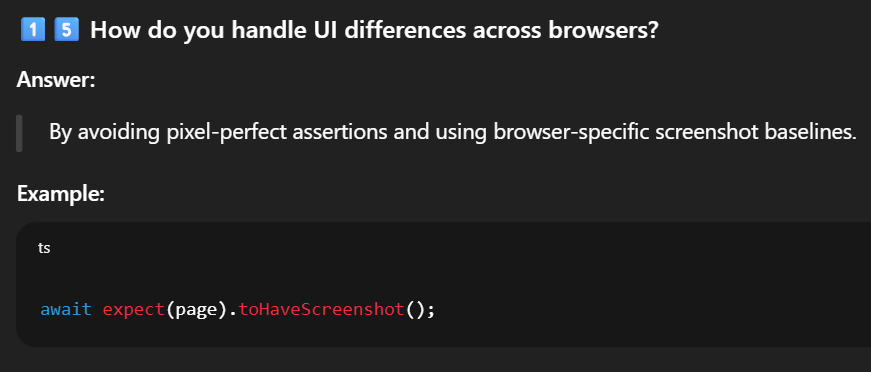 1️⃣ 5️⃣ How do you handle UI differences across browsers?
Answer:
By avoiding pixel-perfect assertions and using browser-specific screenshot baselines.
Example:
ts
await expect(page).toHaveScreenshot();